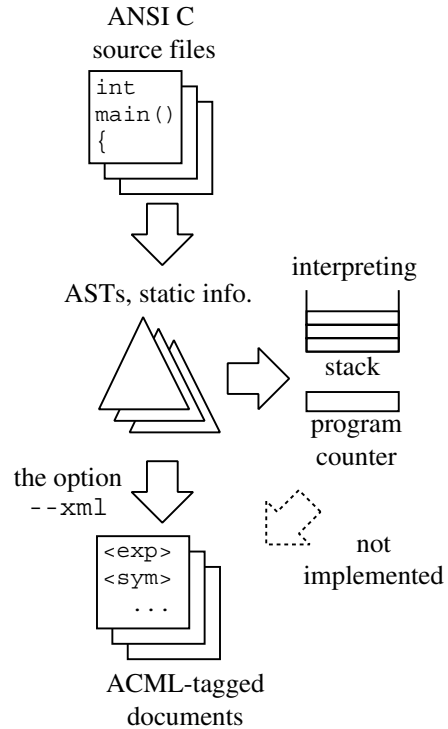 ANSI C
source files
int
main()
{
ASTs, static info.
interpreting
stack
program
counter
the option
--xml
<exp>
<sym>
...
not
implemented
ACML-tagged
documents